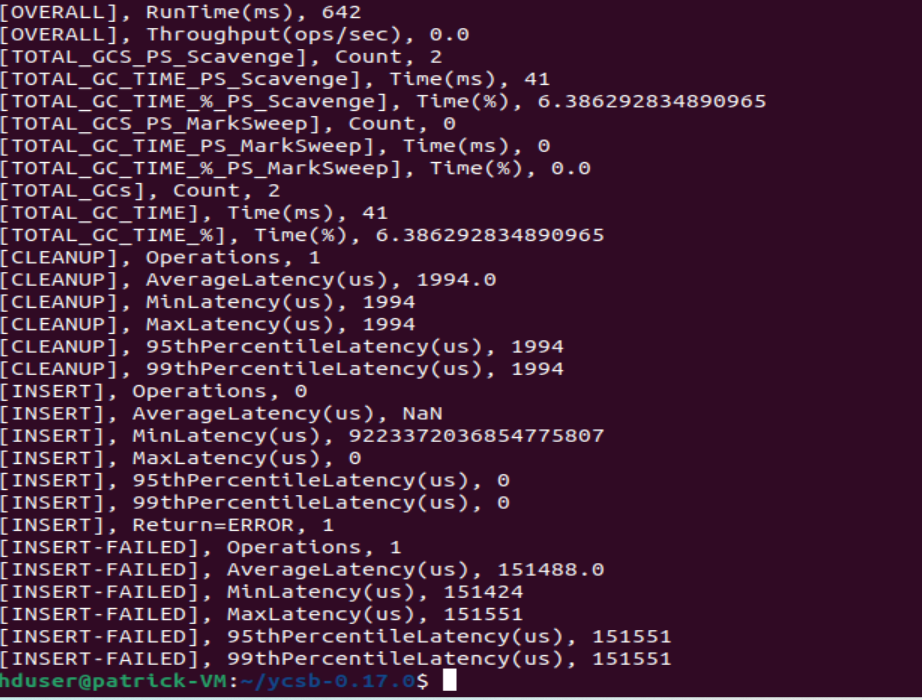 [OVERALL], RunTime(ms), 642
[OVERALL], Throughput(ops/sec), 0.0
[TOTAL_GCS_PS_Scavenge], Count, 2
[TOTAL_GC_TIME_PS_Scavenge], Time(ms), 41
[TOTAL_GC_TIME_%_PS_Scavenge], Time(%), 6.386292834890965
[TOTAL_GCS_PS_MarkSweep], Count, 0
[TOTAL_GC_TIME_PS_MarkSweep], Time(ms), 0
[TOTAL_GC_TIME_%_PS_MarkSweep], Time(%), 0.0
[TOTAL_GCs], Count, 2
[TOTAL_GC_TIME], Time(ms), 41
[TOTAL_GC_TIME_%], Time(%), 6.386292834890965
[CLEANUP], Operations, 1
[CLEANUP], AverageLatency(us), 1994.0
[CLEANUP], MinLatency(us), 1994
[CLEANUP], MaxLatency(us), 1994
[CLEANUP], 95thPercentileLatency(us), 1994
[CLEANUP], 99thPercentileLatency(us), 1994
[INSERT], Operations, 0
[INSERT], AverageLatency(us), NaN
[INSERT], MinLatency(us), 9223372036854775807
[INSERT], MaxLatency(us), 0
[INSERT], 95thPercentileLatency(us), 0
[INSERT], 99thPercentileLatency(us), 0
[INSERT], Return=ERROR, 1
[INSERT-FAILED], Operations, 1
[INSERT-FAILED], AverageLatency(us), 151488.0
[INSERT-FAILED], MinLatency(us), 151424
[INSERT-FAILED], MaxLatency(us), 151551
[INSERT-FAILED], 95thPercentileLatency(us), 151551
[INSERT-FAILED], 99thPercentileLatency(us), 151551
hduser@patrick-VM:~/ycsb-0.17.0$